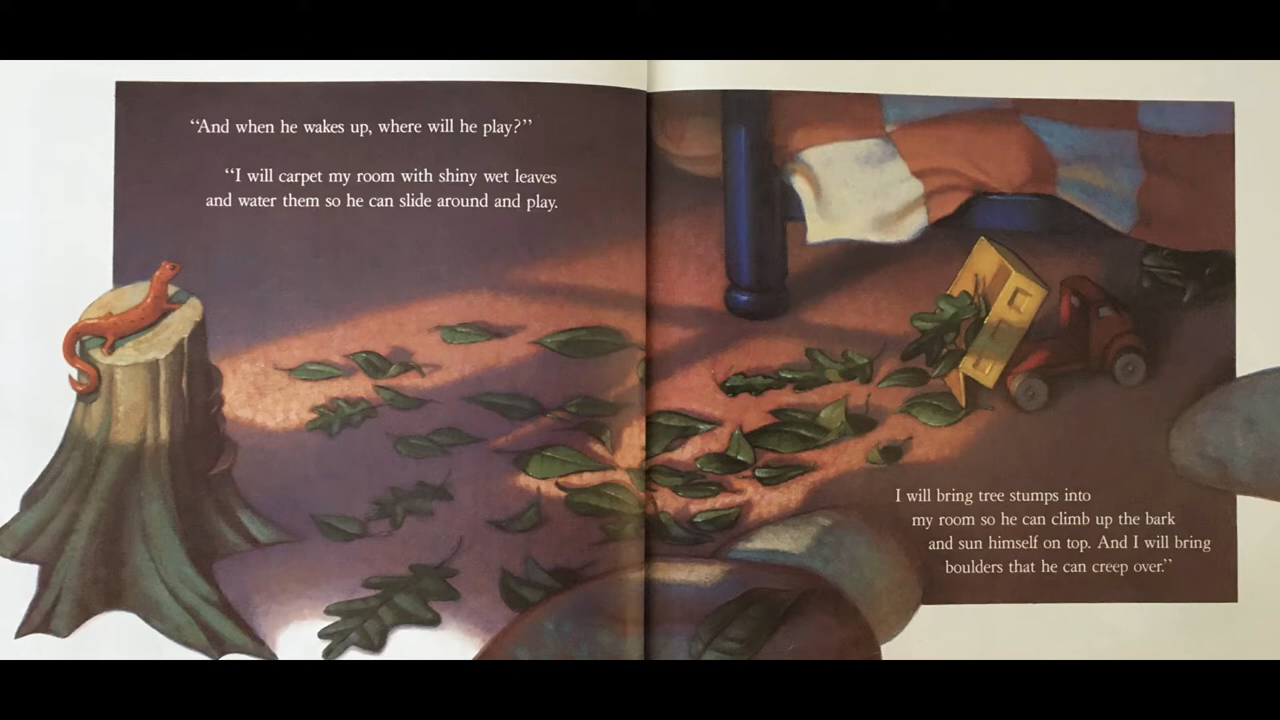 “And when he wakes up, where will he play?”
“I will carpet my room with shiny wet leaves
and water them so he can slide around and play.
I will bring tree stumps into
my room so he can climb up the bark
and sun himself on top. And I will bring
boulders that he can creep over.”